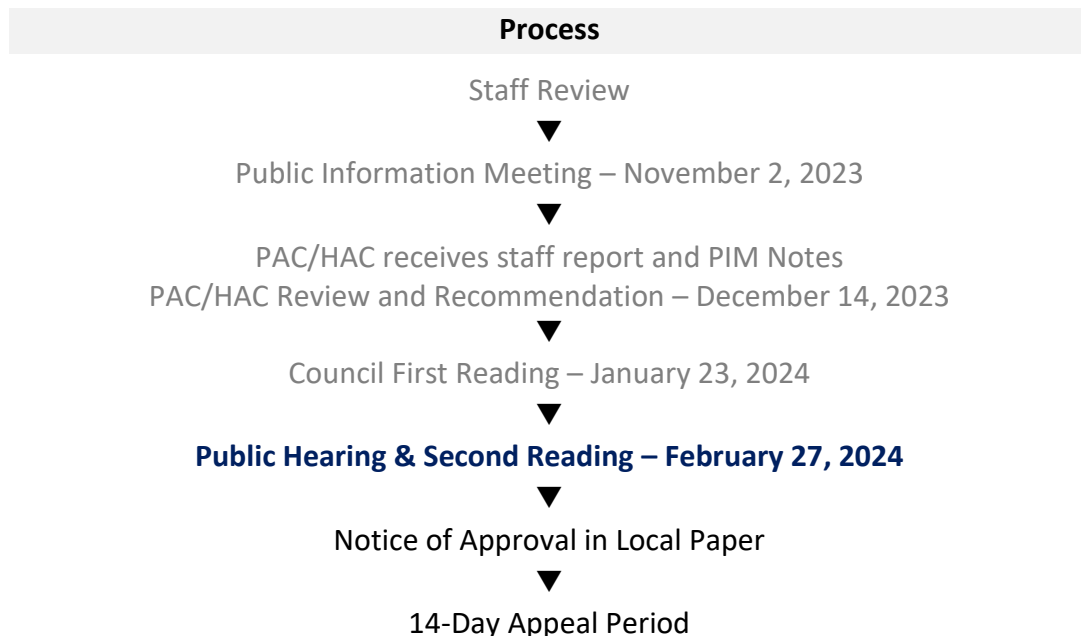 Process
Staff Review
Public Information Meeting – November 2, 2023
PAC/HAC receives staff report and PIM Notes
PAC/HAC Review and Recommendation – December 14, 2023
Council First Reading – January 23, 2024
Public Hearing & Second Reading – February 27, 2024
Notice of Approval in Local Paper
14-Day Appeal Period